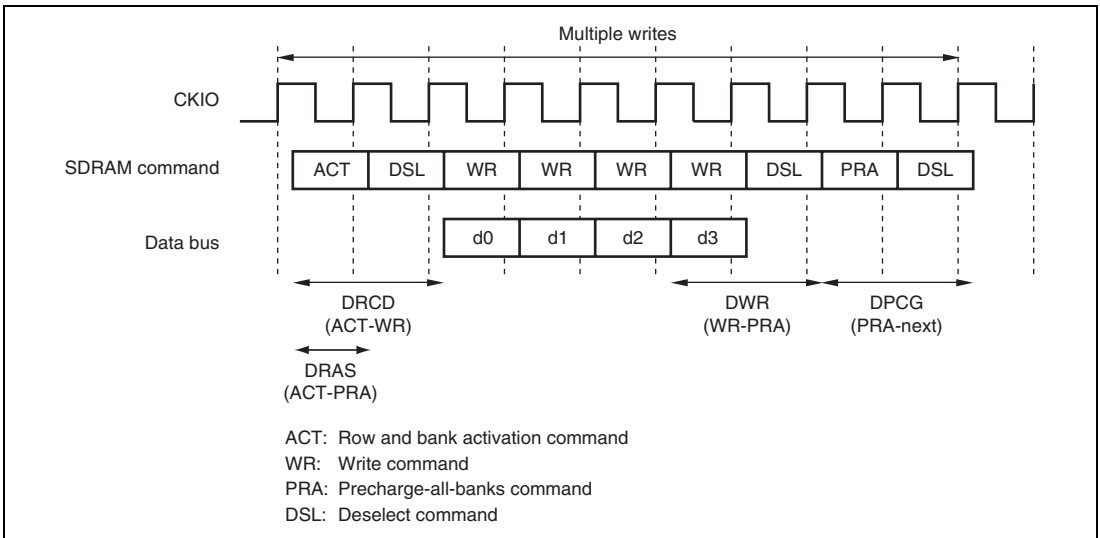 Multiple writes
CKIO
SDRAM command ACT DSL WR WR WR WR DSL PRA DSL
Data bus d0 d1 d2 d3
DRCD DWR DPCG
(ACT-WR) (WR-PRA) (PRA-next)
DRAS
(ACT-PRA)
ACT: Row and bank activation command
WR: Write command
PRA: Precharge-all-banks command
DSL: Deselect command